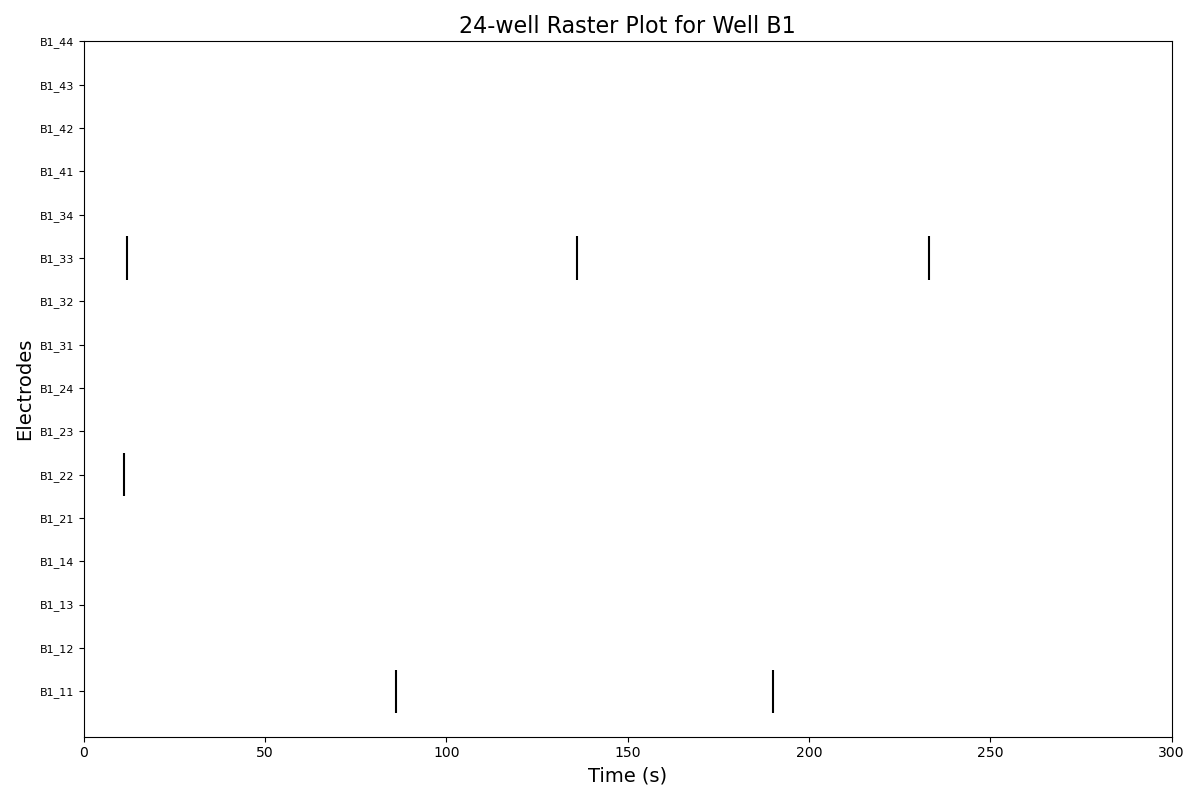 24-well Raster Plot for Well B1
B1_44
B1_43
B1_42
B1_41
B1_34
B1_33
B1_32
B1_31
B1_24
B1_23
B1_22
B1_21
B1_14
B1_13
B1_12
B1_11
Electrodes
0 50 100 150 200 250 300
Time (s)